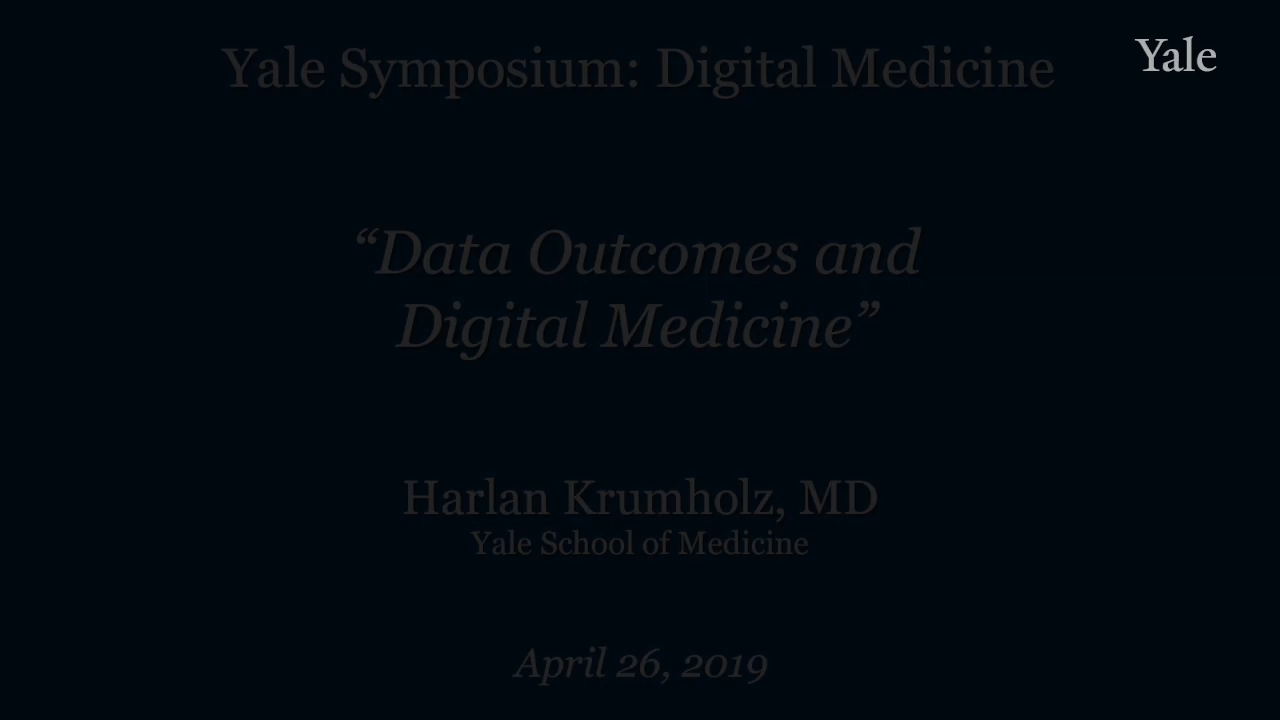 Yale Symposium: Digital Medicine
Yale
“Data Outcomes and
Digital Medicine”
Harlan Krumholz, MD
Yale School of Medicine
April 26, 2019